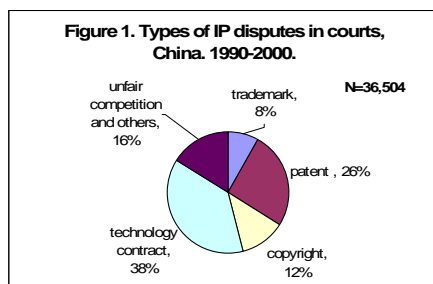 Figure 1. Types of IP disputes in courts,
China. 1990-2000.
N=36,504
unfair
competition
and others,
16%
trademark,
8%
patent , 26%
technology
contract,
38%
copyright,
12%